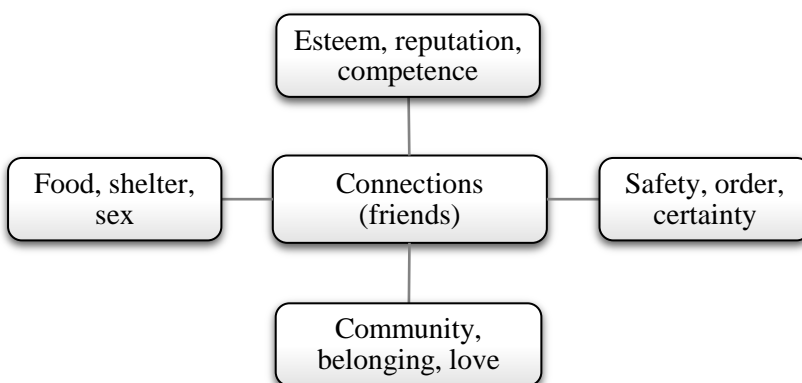 Esteem, reputation,
competence
Food, shelter,
sex
Connections
(friends)
Safety, order,
certainty
Community,
belonging, love